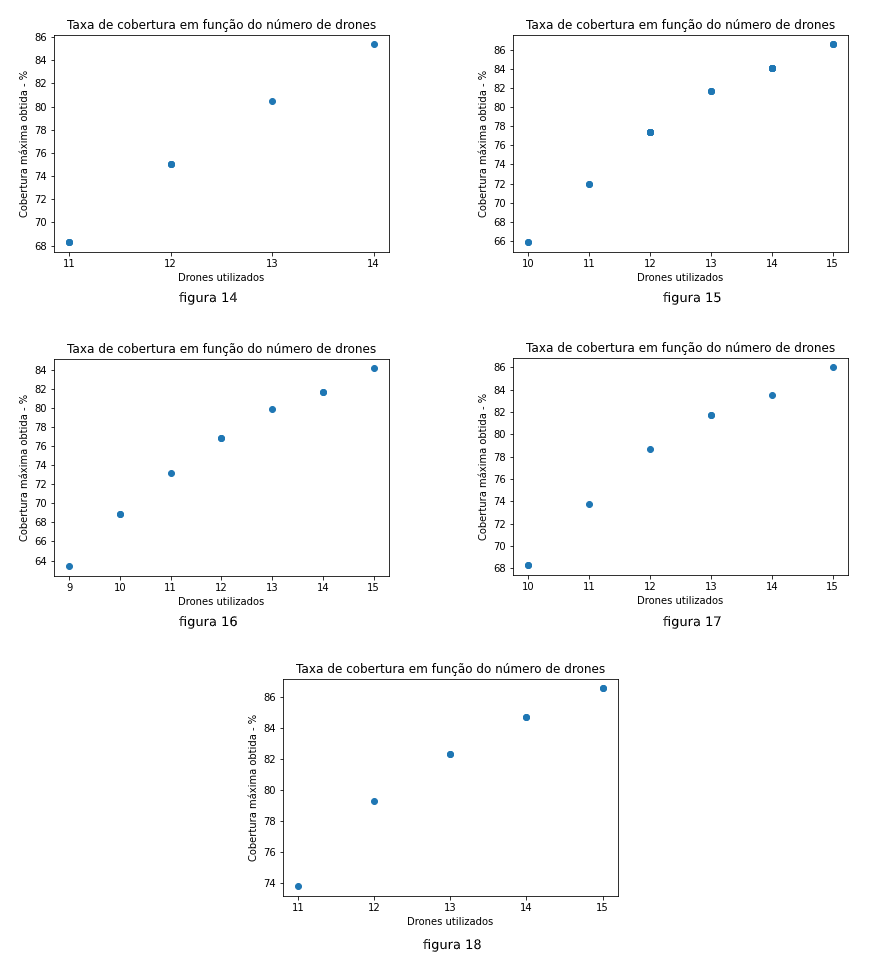 Taxa de cobertura em função do número de drones
Cobertura máxima obtida - %
86
84
82
80
78
76
74
72
70
68
11 12 13 14
Drones utilizados
figura 14
Taxa de cobertura em função do número de drones
Cobertura máxima obtida - %
86
84
82
80
78
76
74
72
70
68
66
10 11 12 13 14 15
Drones utilizados
figura 15
Taxa de cobertura em função do número de drones
Cobertura máxima obtida - %
84
82
80
78
76
74
72
70
68
66
64
9 10 11 12 13 14 15
Drones utilizados
figura 16
Taxa de cobertura em função do número de drones
Cobertura máxima obtida - %
86
84
82
80
78
76
74
72
70
68
10 11 12 13 14 15
Drones utilizados
figura 17
Taxa de cobertura em função do número de drones
Cobertura máxima obtida - %
86
84
82
80
78
76
74
11 12 13 14 15
Drones utilizados
figura 18